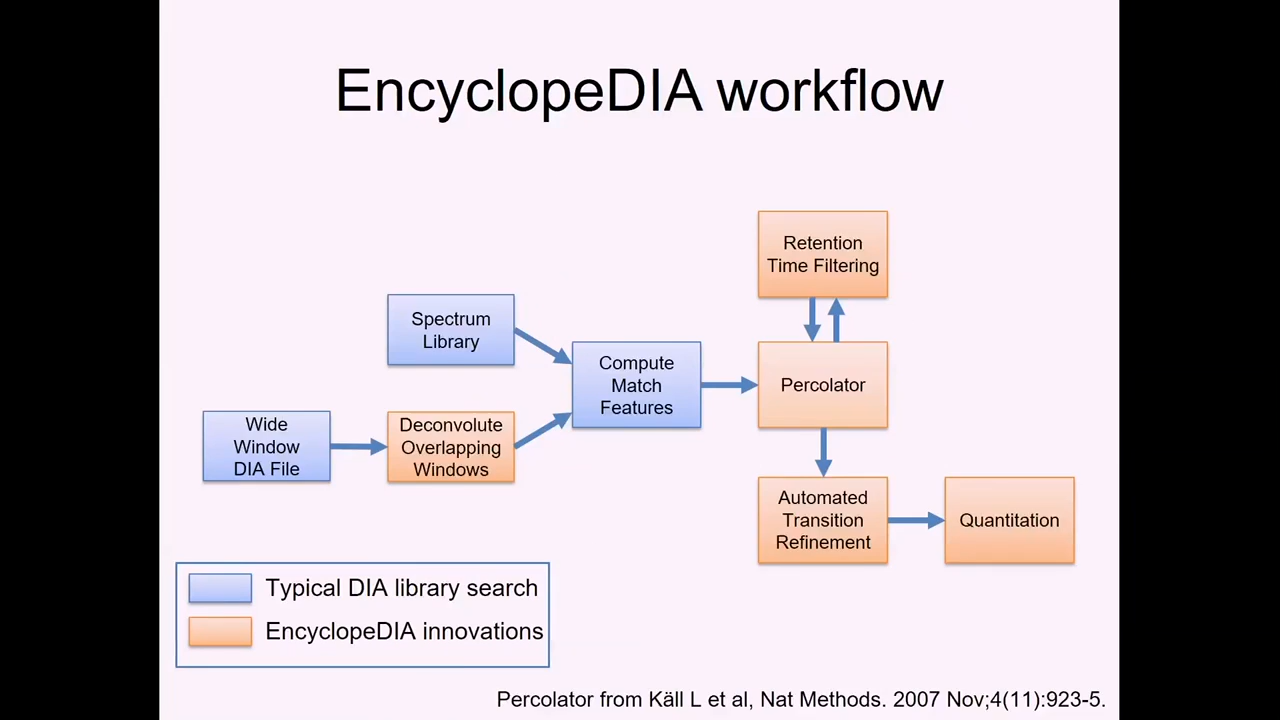 EncyclopeDIA workflow
Retention
Time Filtering
Spectrum
Library
Compute
Match
Features
Percolator
Wide
Window
DIA File
Deconvolute
Overlapping
Windows
Automated
Transition
Refinement
Quantitation
Typical DIA library search
EncyclopeDIA innovations
Percolator from Käll L et al, Nat Methods. 2007 Nov;4(11):923-5.